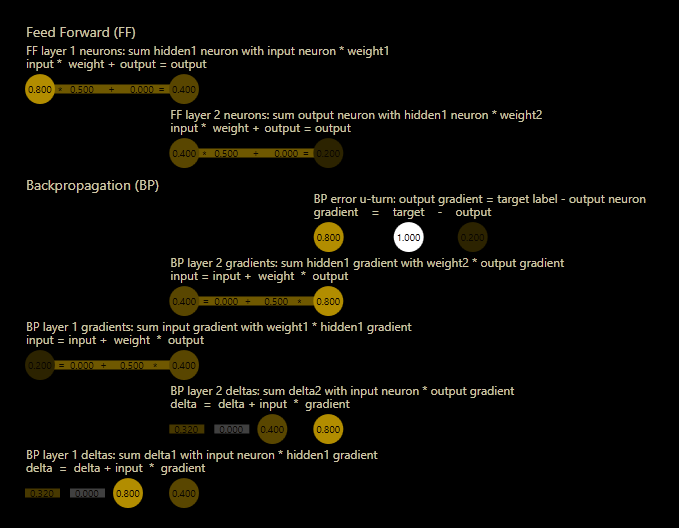 Feed Forward (FF)
FF layer 1 neurons: sum hidden1 neuron with input neuron * weight1
input * weight + output = output
0.800 * 0.500 + 0.000 = 0.400
FF layer 2 neurons: sum output neuron with hidden1 neuron * weight2
input * weight + output = output
0.400 * 0.500 + 0.000 = 0.200
Backpropagation (BP)
BP error u-turn: output gradient = target label - output neuron
gradient = target - output
0.800 1.000 0.200
BP layer 2 gradients: sum hidden1 gradient with weight2 * output gradient
input = input + weight * output
0.400 = 0.000 + 0.500 * 0.800
BP layer 1 gradients: sum input gradient with weight1 * hidden1 gradient
input = input + weight * output
0.200 = 0.000 + 0.500 * 0.400
BP layer 2 deltas: sum delta2 with input neuron * output gradient
delta = delta + input * gradient
0.320 0.000 0.400 0.800
BP layer 1 deltas: sum delta1 with input neuron * hidden1 gradient
delta = delta + input * gradient
0.320 0.000 0.800 0.400